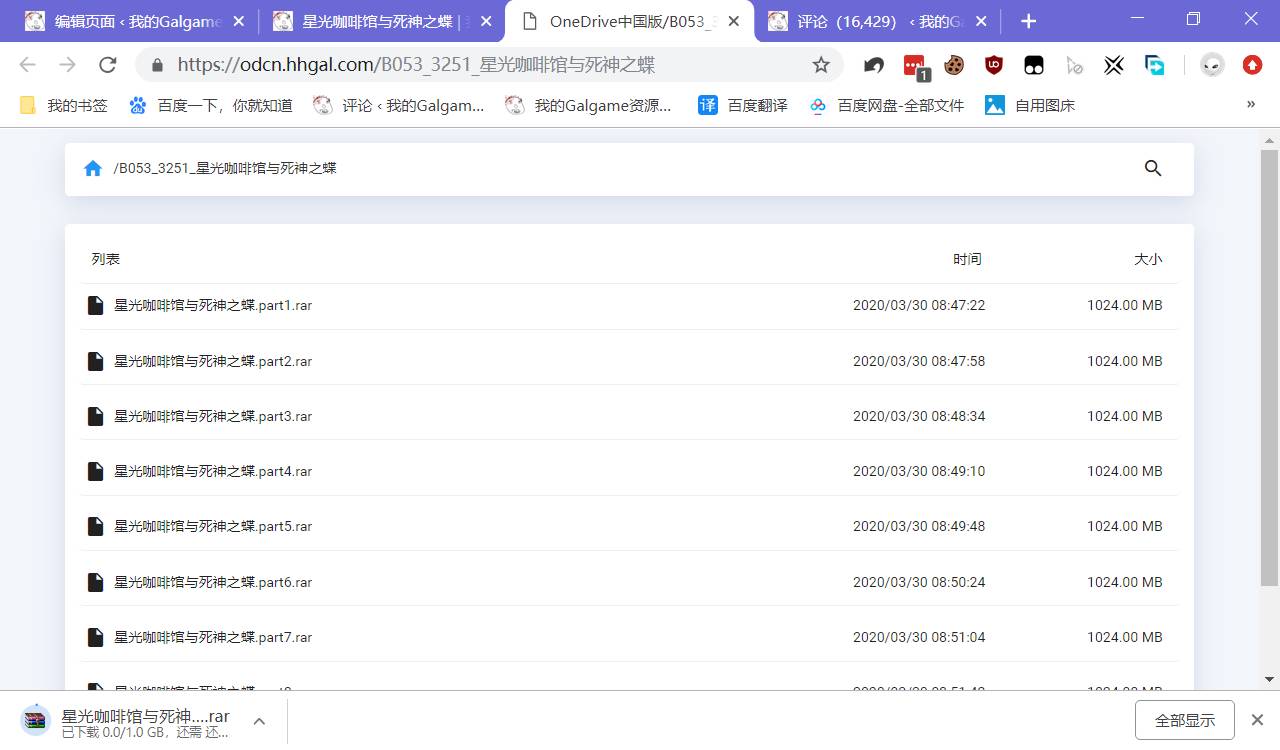 编辑页面 ‹ 我的Galgame
星光咖啡馆与死神之蝶 |
OneDrive中国版/B053_3
评论（16,429） ‹ 我的Ga
https://odcn.hhgal.com/B053_3251_星光咖啡馆与死神之蝶
1
我的书签
百度一下，你就知道
评论 ‹ 我的Galgam...
我的Galgame资源...
译
百度翻译
百度网盘-全部文件
自用图床
»
/B053_3251_星光咖啡馆与死神之蝶
列表 时间 大小
星光咖啡馆与死神之蝶.part1.rar 2020/03/30 08:47:22 1024.00 MB
星光咖啡馆与死神之蝶.part2.rar 2020/03/30 08:47:58 1024.00 MB
星光咖啡馆与死神之蝶.part3.rar 2020/03/30 08:48:34 1024.00 MB
星光咖啡馆与死神之蝶.part4.rar 2020/03/30 08:49:10 1024.00 MB
星光咖啡馆与死神之蝶.part5.rar 2020/03/30 08:49:48 1024.00 MB
星光咖啡馆与死神之蝶.part6.rar 2020/03/30 08:50:24 1024.00 MB
星光咖啡馆与死神之蝶.part7.rar 2020/03/30 08:51:04 1024.00 MB
星光咖啡馆与死神....rar
已下载 0.0/1.0 GB，还需 还...
全部显示